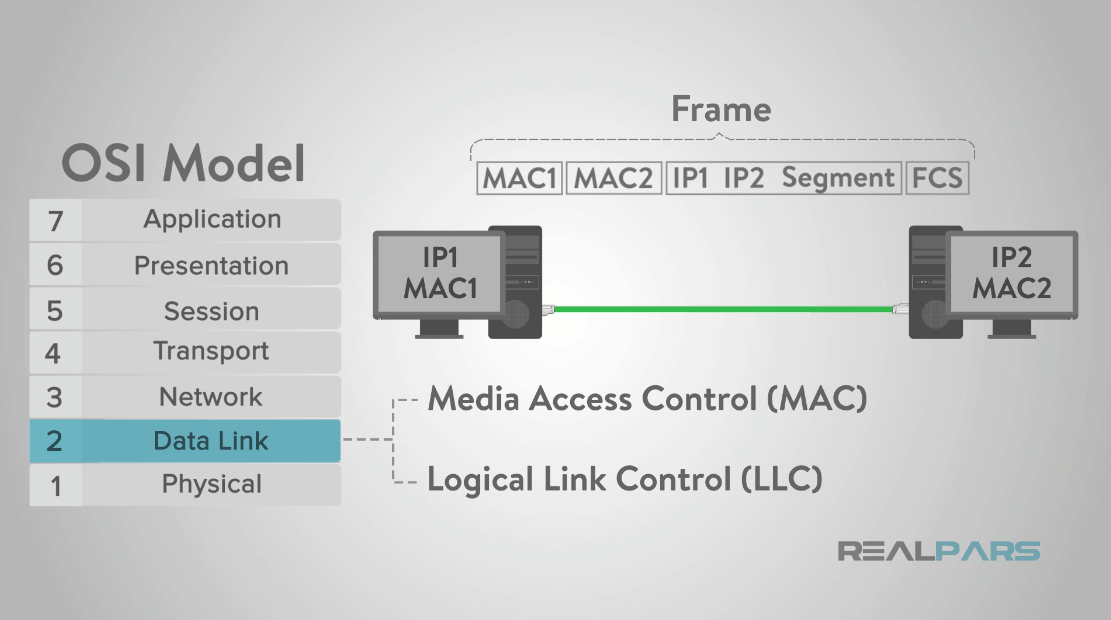 Frame
MAC1 MAC2 IP1 IP2 Segment FCS
OSI Model
7 Application
6 Presentation
5 Session
4 Transport
3 Network
2 Data Link
1 Physical
IP1
MAC1
IP2
MAC2
Media Access Control (MAC)
Logical Link Control (LLC)
REALPARS